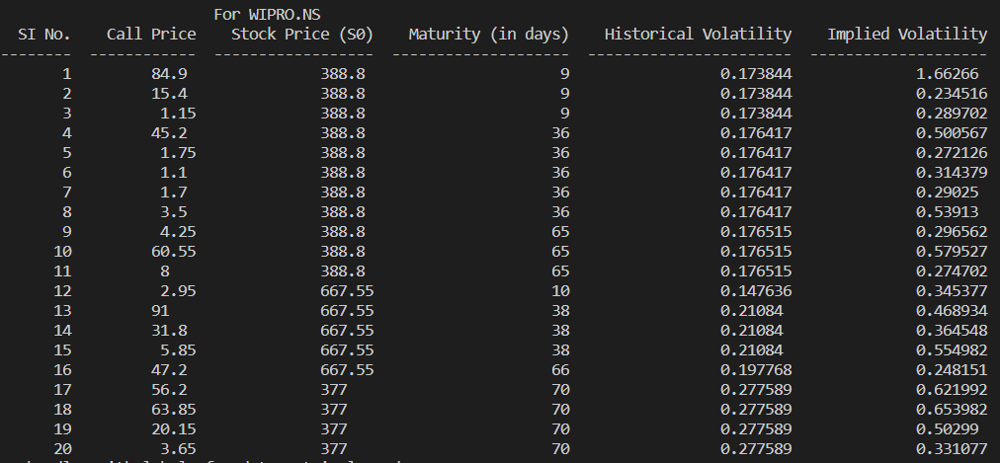 For WIPRO.NS
SI No. Call Price Stock Price (S0) Maturity (in days) Historical Volatility Implied Volatility
-------- ------------ ------------------ -------------------- ----------------------- --------------------
1 84.9 388.8 9 0.173844 1.66266
2 15.4 388.8 9 0.173844 0.234516
3 1.15 388.8 9 0.173844 0.289702
4 45.2 388.8 36 0.176417 0.500567
5 1.75 388.8 36 0.176417 0.272126
6 1.1 388.8 36 0.176417 0.314379
7 1.7 388.8 36 0.176417 0.29025
8 3.5 388.8 36 0.176417 0.53913
9 4.25 388.8 65 0.176515 0.296562
10 60.55 388.8 65 0.176515 0.579527
11 8 388.8 65 0.176515 0.274702
12 2.95 667.55 10 0.147636 0.345377
13 91 667.55 38 0.21084 0.468934
14 31.8 667.55 38 0.21084 0.364548
15 5.85 667.55 38 0.21084 0.554982
16 47.2 667.55 66 0.197768 0.248151
17 56.2 377 70 0.277589 0.621992
18 63.85 377 70 0.277589 0.653982
19 20.15 377 70 0.277589 0.50299
20 3.65 377 70 0.277589 0.331077